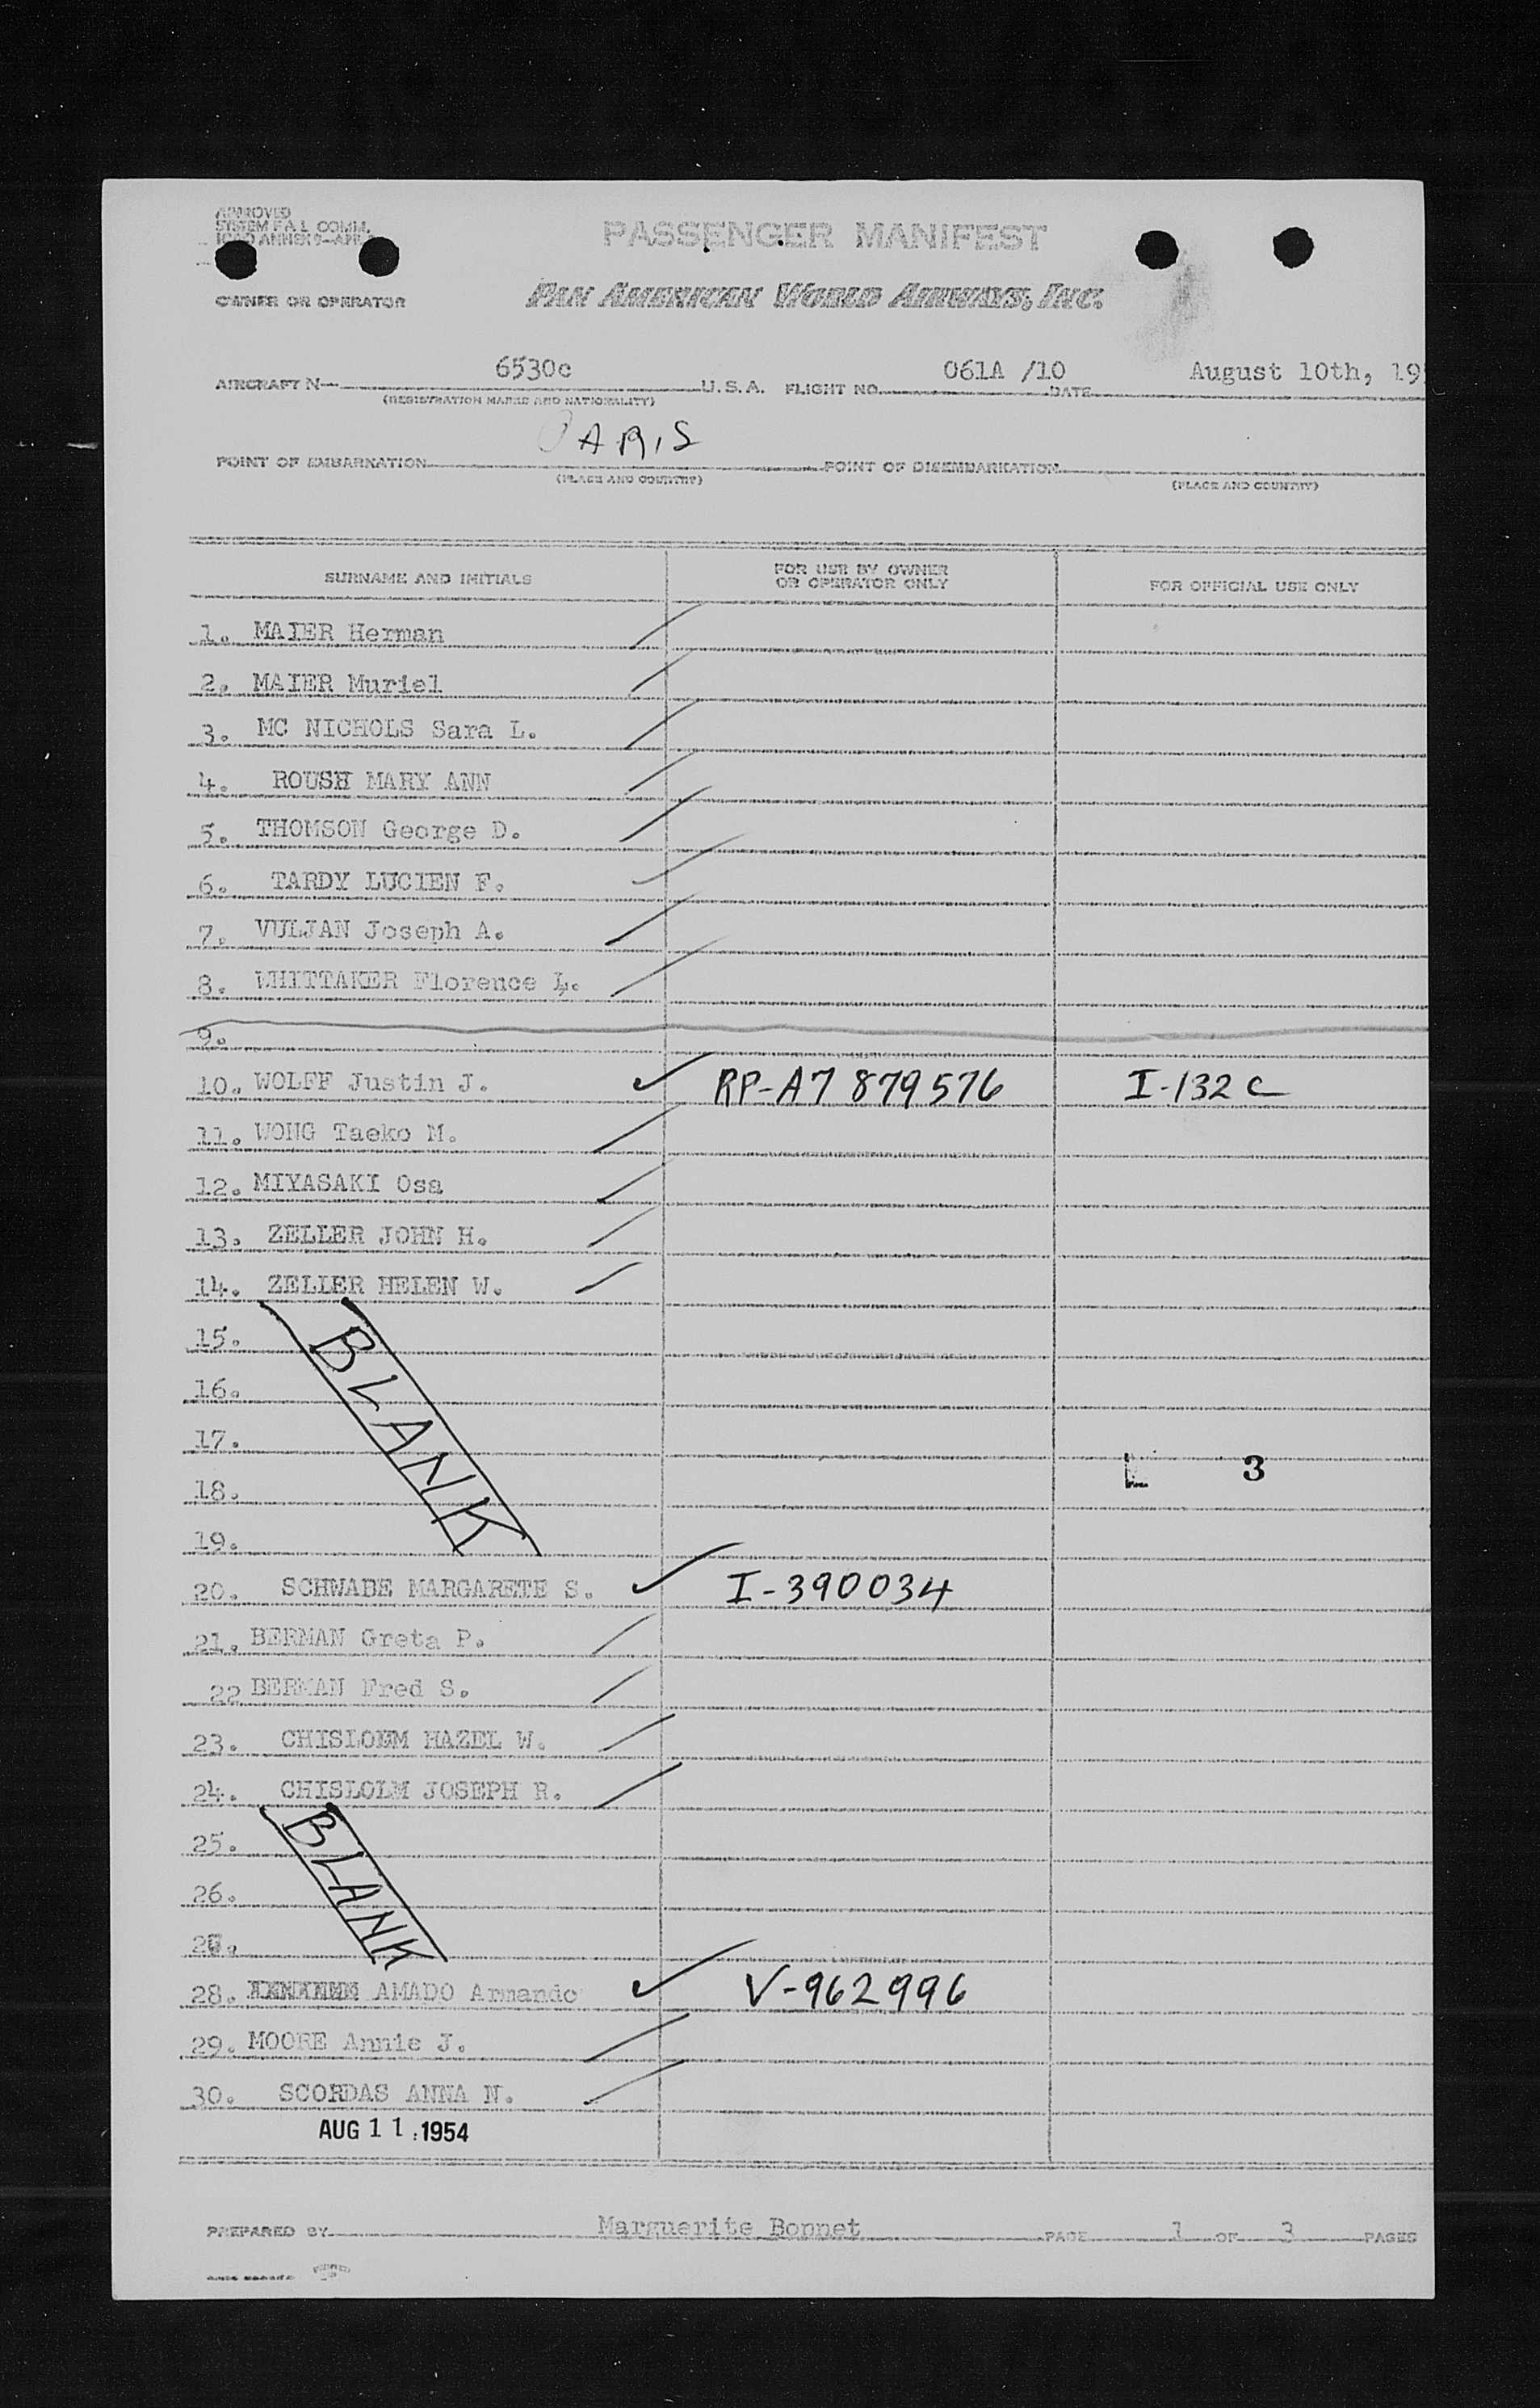 APPROVED
SYSTEM F A L COMM.
ICAO ANNEX 9-APR.
PASSENGER MANIFEST
OWNER OR OPERATOR PAN AMERICAN WORLD AIRWAYS, INC.
AIRCRAFT N- 6530c U.S.A. FLIGHT NO. 061A /10 DATE August 10th, 19
(REGISTRATION MARKS AND NATIONALITY)
POINT OF EMBARKATION PARIS POINT OF DISEMBARKATION
(PLACE AND COUNTRY) (PLACE AND COUNTRY)
SURNAME AND INITIALS FOR USE BY OWNER OR OPERATOR ONLY FOR OFFICIAL USE ONLY
1. MAIER Herman
2. MAIER Muriel
3. MC NICHOLS Sara L.
4. ROUSH MARY ANN
5. THOMSON George D.
6. TARDY LUCIEN F.
7. VULJAN Joseph A.
8. WHITTAKER Florence L.
9.
10. WOLFF Justin J. RP-A7 879576 I-132 C
11. WONG Taeko M.
12. MIYASAKI Osa
13. ZELLER JOHN H.
14. ZELLER HELEN W.
15.
BLANK
16.
17.
18. 3
19.
20. SCHWABE MARGARETE S. I-390034
21. BERMAN Greta P.
22 BERMAN Fred S.
23. CHISLOEM HAZEL W.
24. CHISLOLM JOSEPH R.
25.
BLANK
26.
27.
28. AMADO Armando V-962996
29. MOORE Annie J.
30. SCORDAS ANNA N.
AUG 11 1954
PREPARED BY Marguerite Bonnet PAGE 1 OF 3 PAGES